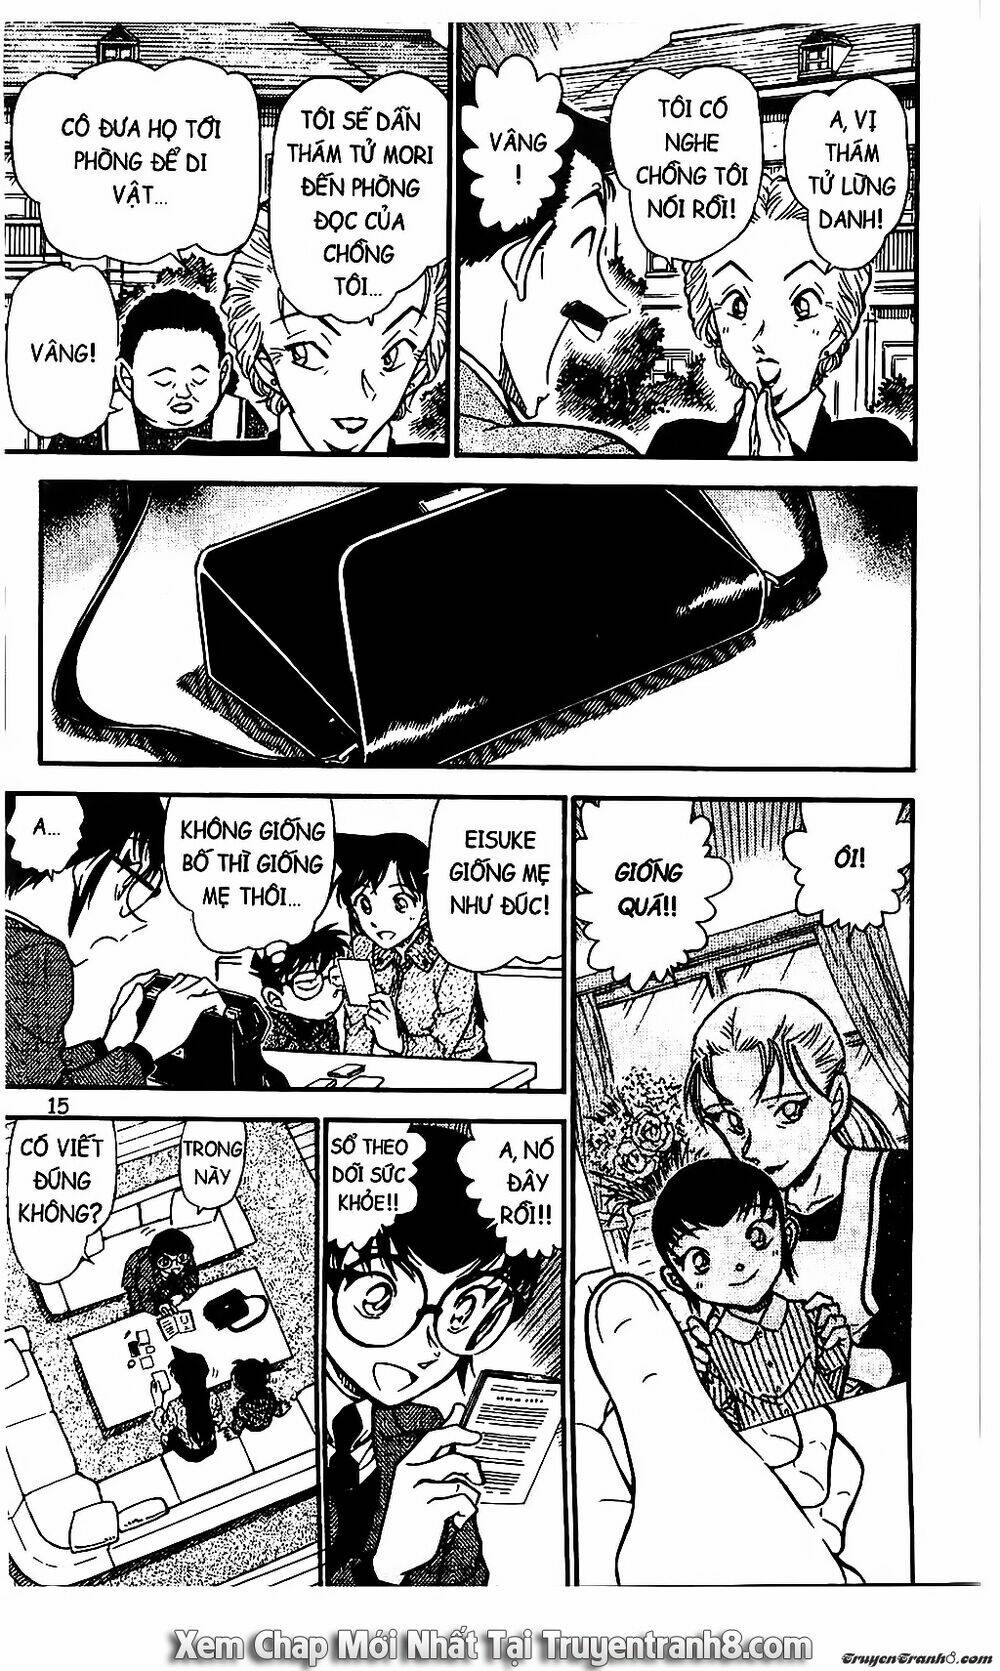 A, VỊ
THÁM
TỬ LỪNG
DANH!
TÔI CÓ
NGHE
CHỒNG TÔI
NÓI RỒI!
VÂNG
!
TÔI SẼ DẪN
THÁM TỬ MORI
ĐẾN PHÒNG
ĐỌC CỦA
CHỒNG
TÔI...
CÔ ĐƯA HỌ TỚI
PHÒNG ĐỂ DI
VẬT...
VÂNG!
ÔI!
GIỐNG
QUÁ!!
EISUKE
GIỐNG MẸ
NHƯ ĐÚC!
KHÔNG GIỐNG
BỐ THÌ GIỐNG
MẸ THÔI...
A...
15
A, NÓ
ĐÂY
RỒI!!
SỔ THEO
DÕI SỨC
KHỎE!!
TRONG
NÀY
CÓ VIẾT
ĐÚNG
KHÔNG?
Xem Chap Mới Nhất Tại Truyentranh8.com
TruyenTranh8.com